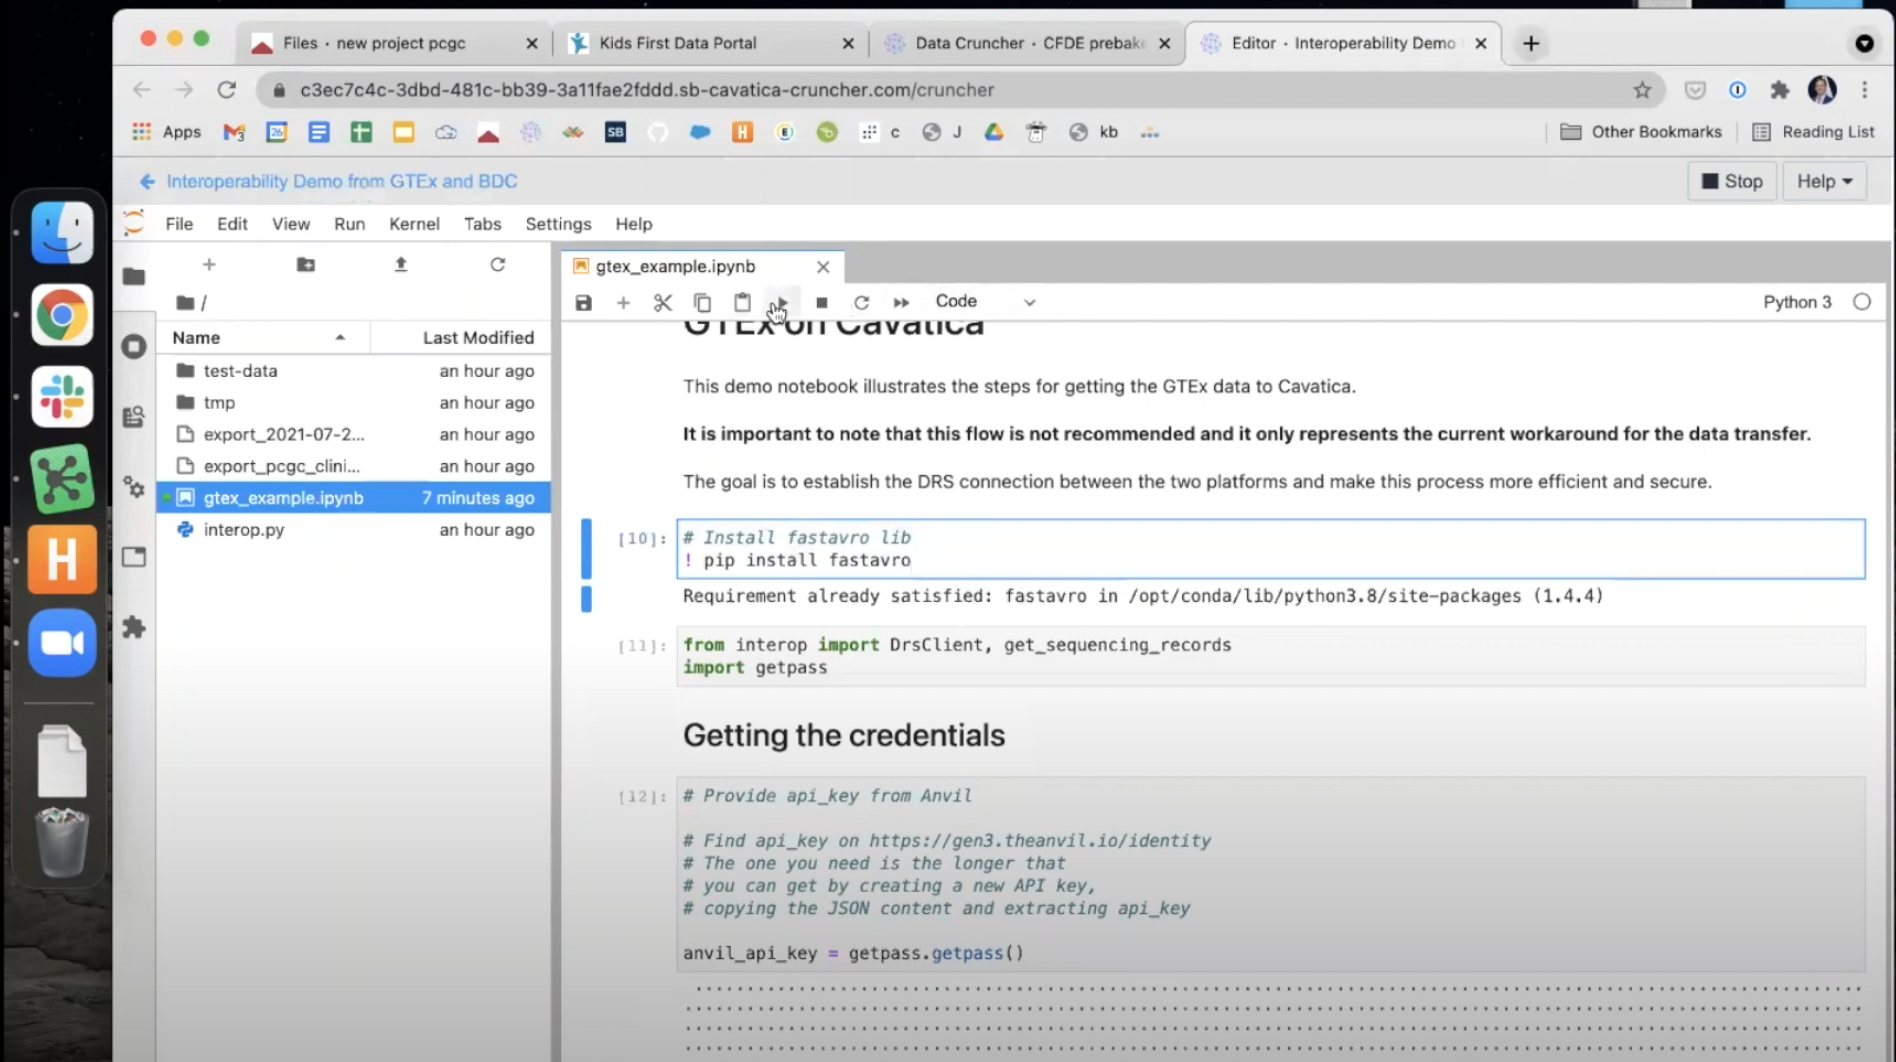 Files · new project pcgc
Kids First Data Portal
Data Cruncher · CFDE prebake
Editor · Interoperability Demo
c3ec7c4c-3dbd-481c-bb39-3a11fae2fddd.sb-cavatica-cruncher.com/cruncher
Apps
26
SB
H
E
c
J
kb
Other Bookmarks
Reading List
Interoperability Demo from GTEx and BDC
Stop
Help
File Edit View Run Kernel Tabs Settings Help
gtex_example.ipynb
/
Code
Python 3
Name Last Modified
test-data an hour ago
tmp an hour ago
export_2021-07-2... an hour ago
export_pcgc_clini... an hour ago
gtex_example.ipynb 7 minutes ago
interop.py an hour ago
H
GTEx on Cavatica
This demo notebook illustrates the steps for getting the GTEx data to Cavatica.
It is important to note that this flow is not recommended and it only represents the current workaround for the data transfer.
The goal is to establish the DRS connection between the two platforms and make this process more efficient and secure.
[10]: # Install fastavro lib
! pip install fastavro
Requirement already satisfied: fastavro in /opt/conda/lib/python3.8/site-packages (1.4.4)
[11]: from interop import DrsClient, get_sequencing_records
import getpass
Getting the credentials
[12]: # Provide api_key from Anvil
# Find api_key on https://gen3.theanvil.io/identity
# The one you need is the longer that
# you can get by creating a new API key,
# copying the JSON content and extracting api_key
anvil_api_key = getpass.getpass()